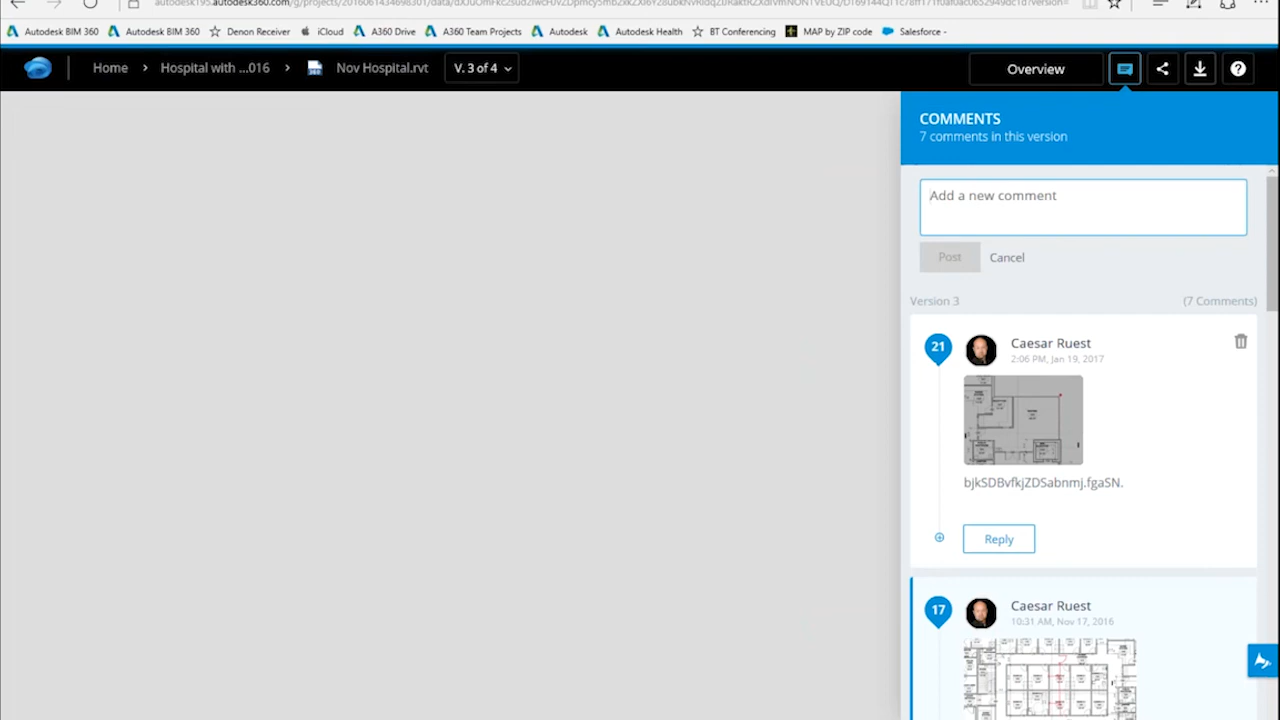 Autodesk BIM 360 Autodesk BIM 360 Denon Receiver iCloud A360 Drive A360 Team Projects Autodesk Autodesk Health BT Conferencing MAP by ZIP code Salesforce -
Home > Hospital with ...016 > Nov Hospital.rvt V. 3 of 4 Overview
COMMENTS
7 comments in this version
Add a new comment
Post Cancel
Version 3 (7 Comments)
21 Caesar Ruest
2:06 PM, Jan 19, 2017
bjkSDBvfkjZDSabnmj.fgaSN.
Reply
17 Caesar Ruest
10:31 AM, Nov 17, 2016